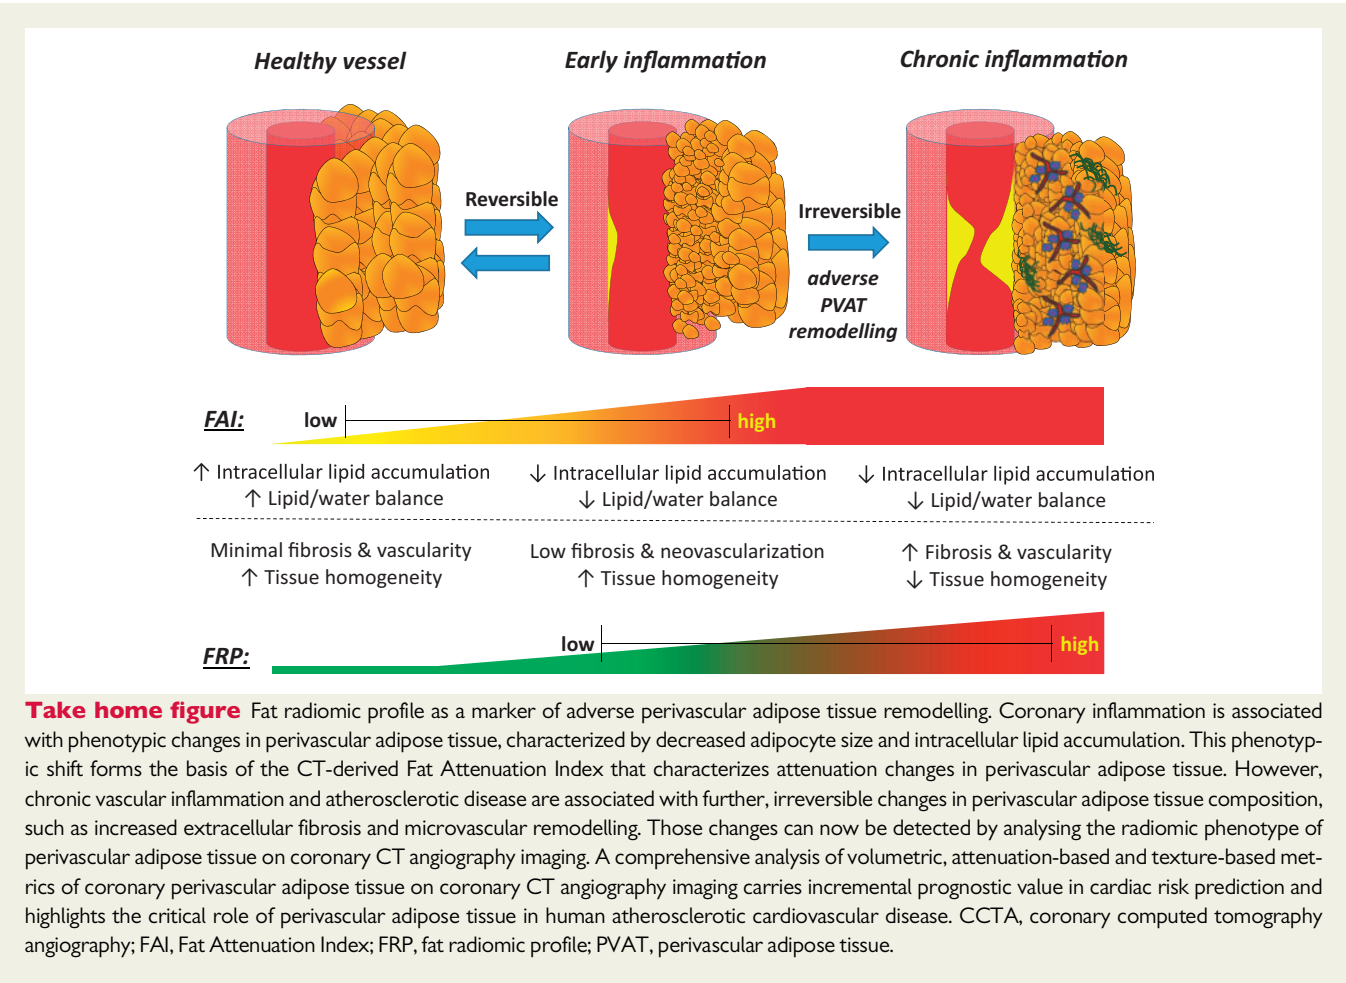 Healthy vessel
Early inflammation
Chronic inflammation
Reversible
Irreversible
adverse
PVAT
remodelling
FAI:
low
high
↑ Intracellular lipid accumulation
↑ Lipid/water balance
↓ Intracellular lipid accumulation
↓ Lipid/water balance
↓ Intracellular lipid accumulation
↓ Lipid/water balance
Minimal fibrosis & vascularity
↑ Tissue homogeneity
Low fibrosis & neovascularization
↑ Tissue homogeneity
↑ Fibrosis & vascularity
↓ Tissue homogeneity
FRP:
low
high
Take home figure Fat radiomic profile as a marker of adverse perivascular adipose tissue remodelling. Coronary inflammation is associated
with phenotypic changes in perivascular adipose tissue, characterized by decreased adipocyte size and intracellular lipid accumulation. This phenotyp-
ic shift forms the basis of the CT-derived Fat Attenuation Index that characterizes attenuation changes in perivascular adipose tissue. However,
chronic vascular inflammation and atherosclerotic disease are associated with further, irreversible changes in perivascular adipose tissue composition,
such as increased extracellular fibrosis and microvascular remodelling. Those changes can now be detected by analysing the radiomic phenotype of
perivascular adipose tissue on coronary CT angiography imaging. A comprehensive analysis of volumetric, attenuation-based and texture-based met-
rics of coronary perivascular adipose tissue on coronary CT angiography imaging carries incremental prognostic value in cardiac risk prediction and
highlights the critical role of perivascular adipose tissue in human atherosclerotic cardiovascular disease. CCTA, coronary computed tomography
angiography; FAI, Fat Attenuation Index; FRP, fat radiomic profile; PVAT, perivascular adipose tissue.